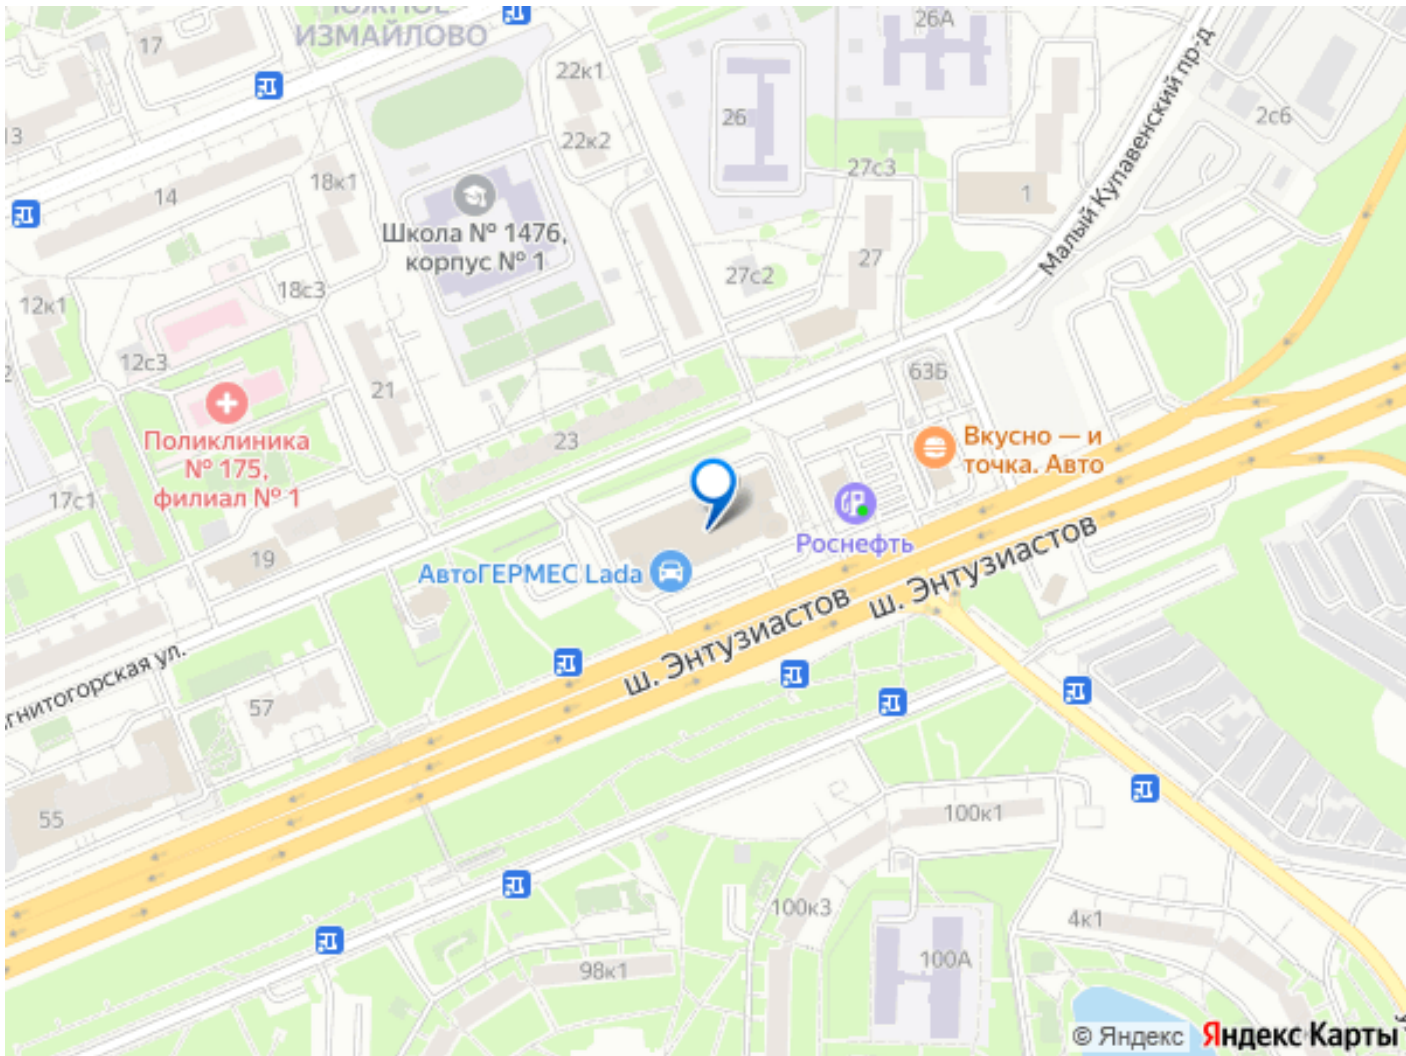 ЮЖНОЕ
ИЗМАЙЛОВО
26А
17
22к1
26
2с6
Малый Купавенский пр-д
13
22к2
27с3
18к1
14
1
Школа № 1476,
корпус № 1
27
27с2
18с3
12к1
12с3
63Б
2
21
Вкусно — и
точка. Авто
23
Поликлиника
№ 175,
филиал № 1
17с1
Роснефть
19
АвтоГЕРМЕС Lada
ш. Энтузиастов
ш. Энтузиастов
гнитогорская ул.
57
55
100к1
100к3
4к1
98к1
100А
© Яндекс
Яндекс Карты